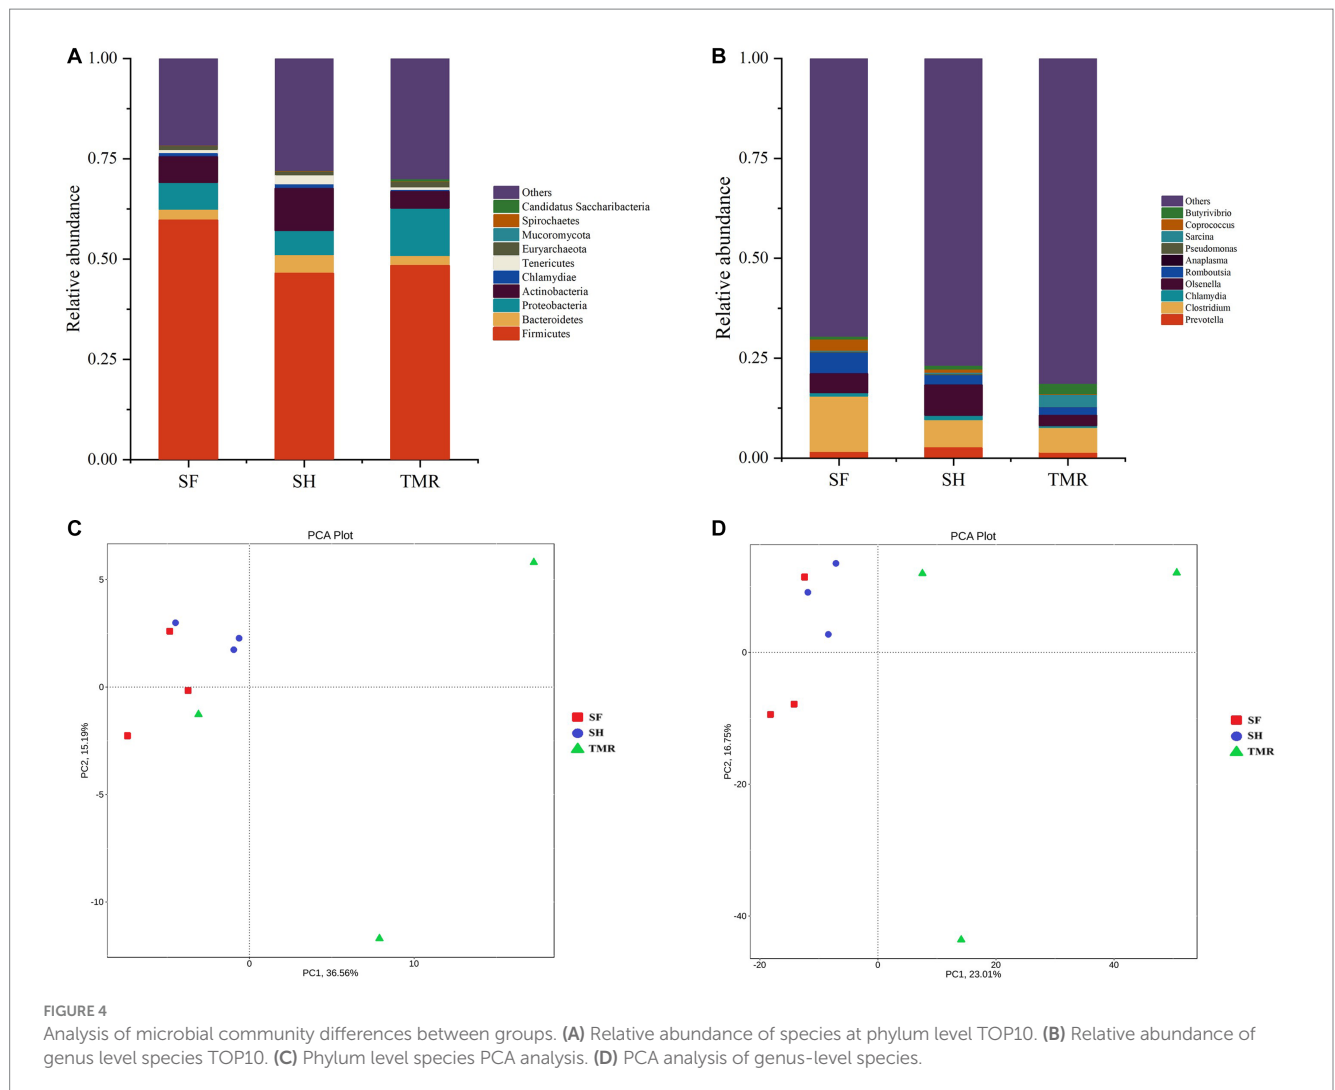 A
1.00
0.75
0.50
0.25
0.00
Relative abundance
SF
SH
TMR
Others
Candidatus Saccharibacteria
Spirochaetes
Mucoromycota
Euryarchaeota
Tenericutes
Chlamydiae
Actinobacteria
Proteobacteria
Bacteroidetes
Firmicutes
B
1.00
0.75
0.50
0.25
0.00
Relative abundance
SF
SH
TMR
Others
Butyrivibrio
Coprococcus
Sarcina
Pseudomonas
Anaplasma
Romboutsia
Olsenella
Chlamydia
Clostridium
Prevotella
C
PCA Plot
5
0
-5
-10
PC2, 15.19%
0
10
PC1, 36.56%
SF
SH
TMR
D
PCA Plot
0
-20
-40
PC2, 16.75%
-20
0
20
40
PC1, 23.01%
SF
SH
TMR
FIGURE 4
Analysis of microbial community differences between groups. (A) Relative abundance of species at phylum level TOP10. (B) Relative abundance of
genus level species TOP10. (C) Phylum level species PCA analysis. (D) PCA analysis of genus-level species.